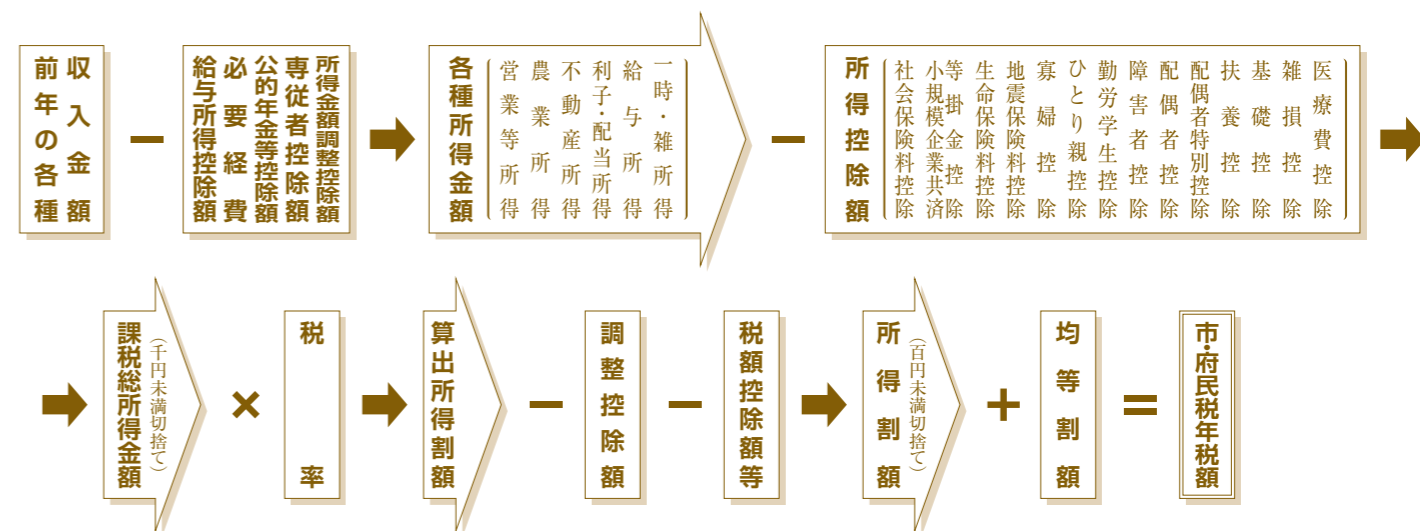 前年の各種
収入金額
−
給与所得控除額
必要経費
公的年金等控除額
専従者控除額
所得金額調整控除額
各種所得金額
営業等所得
農業所得
不動産所得
利子・配当所得
給与所得
一時・雑所得
−
所得控除額
社会保険料控除
小規模企業共済
等掛金控除
生命保険料控除
地震保険料控除
寡婦控除
ひとり親控除
勤労学生控除
障害者控除
配偶者控除
配偶者特別控除
扶養控除
基礎控除
雑損控除
医療費控除
課税総所得金額
(千円未満切捨て)
×
税率
算出所得割額
−
調整控除額
−
税額控除額等
所得割額
(百円未満切捨て)
+
均等割額
=
市・府民税年税額